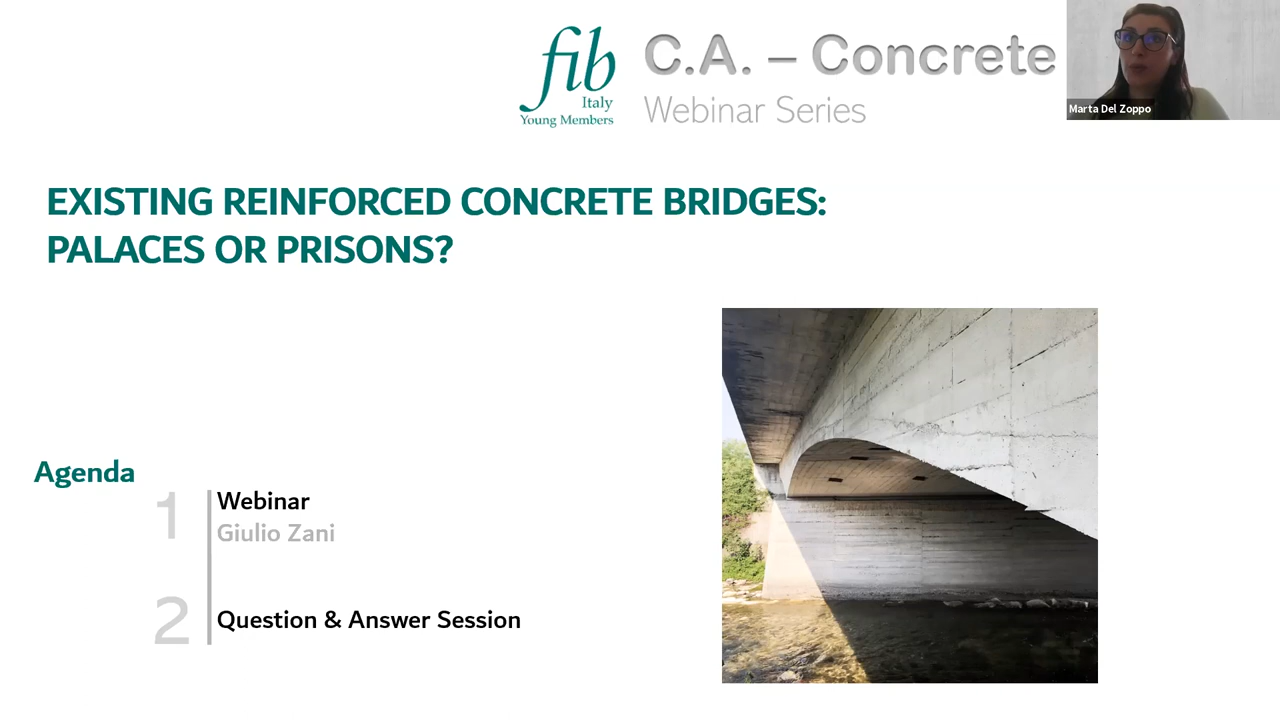 fib
Italy
Young Members
C.A. – Concrete
Webinar Series
Marta Del Zoppo
EXISTING REINFORCED CONCRETE BRIDGES:
PALACES OR PRISONS?
Agenda
1
Webinar
Giulio Zani
2
Question & Answer Session